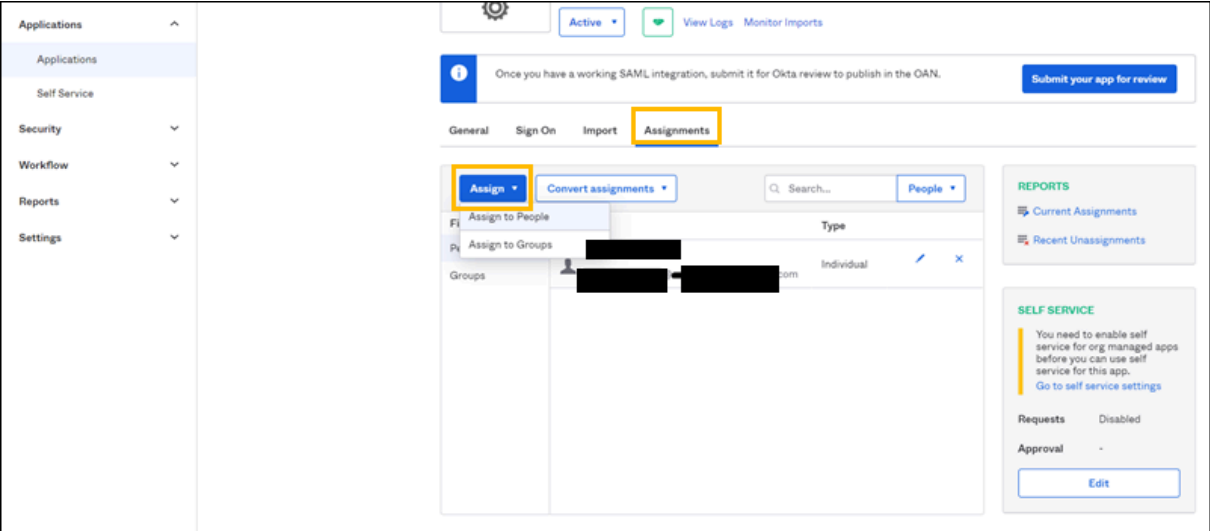 Applications
Applications
Self Service
Security
Workflow
Reports
Settings
Active
View Logs Monitor Imports
Once you have a working SAML integration, submit it for Okta review to publish in the OAN.
Submit your app for review
General Sign On Import Assignments
Assign Convert assignments Search... People
Assign to People
Assign to Groups
Fi
Type
Pe
Individual
com
Groups
REPORTS
Current Assignments
Recent Unassignments
SELF SERVICE
You need to enable self
service for org managed apps
before you can use self
service for this app.
Go to self service settings
Requests Disabled
Approval -
Edit